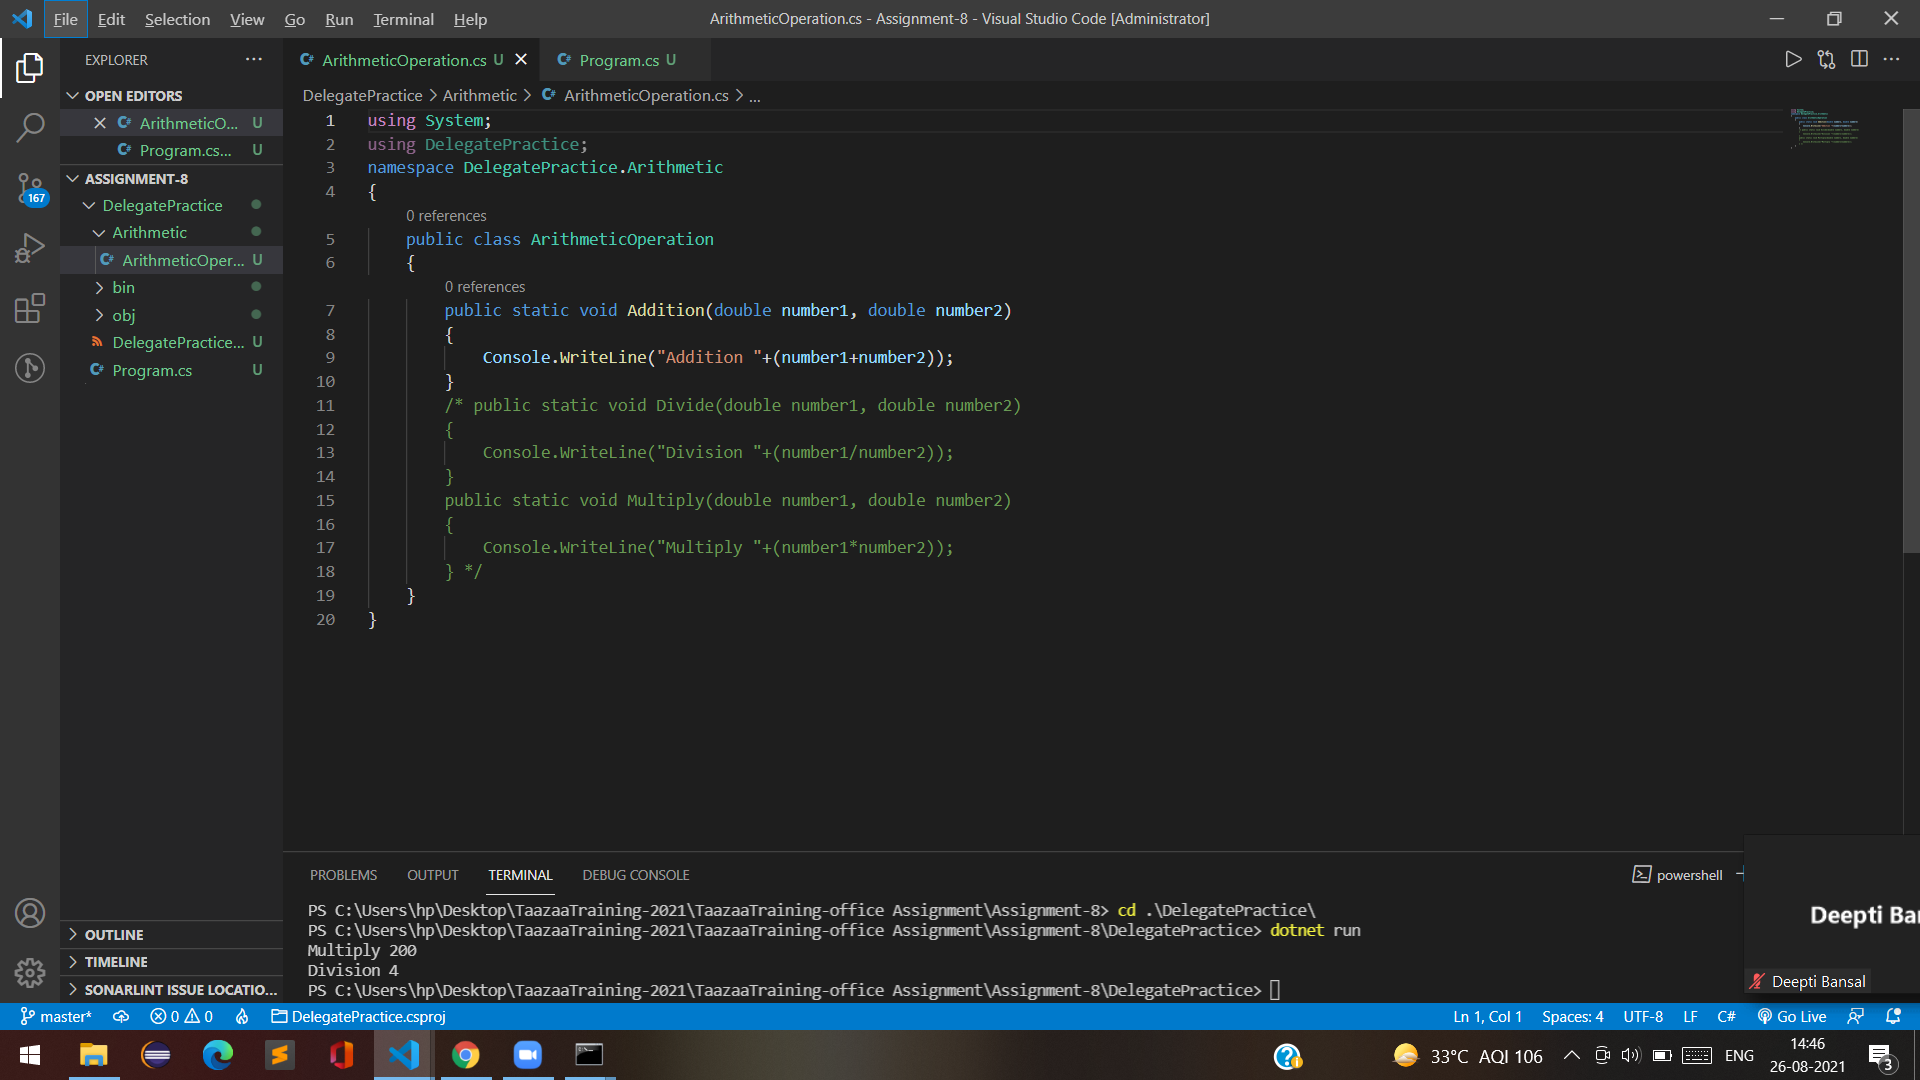 File Edit Selection View Go Run Terminal Help
ArithmeticOperation.cs - Assignment-8 - Visual Studio Code [Administrator]
EXPLORER ...
OPEN EDITORS
ArithmeticO... U
Program.cs... U
167
ASSIGNMENT-8
DelegatePractice
Arithmetic
ArithmeticOper... U
bin
obj
DelegatePractice... U
Program.cs U
OUTLINE
TIMELINE
SONARLINT ISSUE LOCATIO...
ArithmeticOperation.cs U
Program.cs U
DelegatePractice > Arithmetic > ArithmeticOperation.cs > ...
1 using System;
2 using DelegatePractice;
3 namespace DelegatePractice.Arithmetic
4 {
0 references
5 public class ArithmeticOperation
6 {
0 references
7 public static void Addition(double number1, double number2)
8 {
9 Console.WriteLine("Addition "+(number1+number2));
10 }
11 /* public static void Divide(double number1, double number2)
12 {
13 Console.WriteLine("Division "+(number1/number2));
14 }
15 public static void Multiply(double number1, double number2)
16 {
17 Console.WriteLine("Multiply "+(number1*number2));
18 } */
19 }
20 }
PROBLEMS OUTPUT TERMINAL DEBUG CONSOLE
powershell
PS C:\Users\hp\Desktop\TaazaaTraining-2021\TaazaaTraining-office Assignment\Assignment-8> cd .\DelegatePractice\
PS C:\Users\hp\Desktop\TaazaaTraining-2021\TaazaaTraining-office Assignment\Assignment-8\DelegatePractice> dotnet run
Multiply 200
Division 4
PS C:\Users\hp\Desktop\TaazaaTraining-2021\TaazaaTraining-office Assignment\Assignment-8\DelegatePractice>
Deepti Ba
Deepti Bansal
master* 0 0 DelegatePractice.csproj
Ln 1, Col 1 Spaces: 4 UTF-8 LF C# Go Live
33°C AQI 106 ENG
14:46
26-08-2021
3